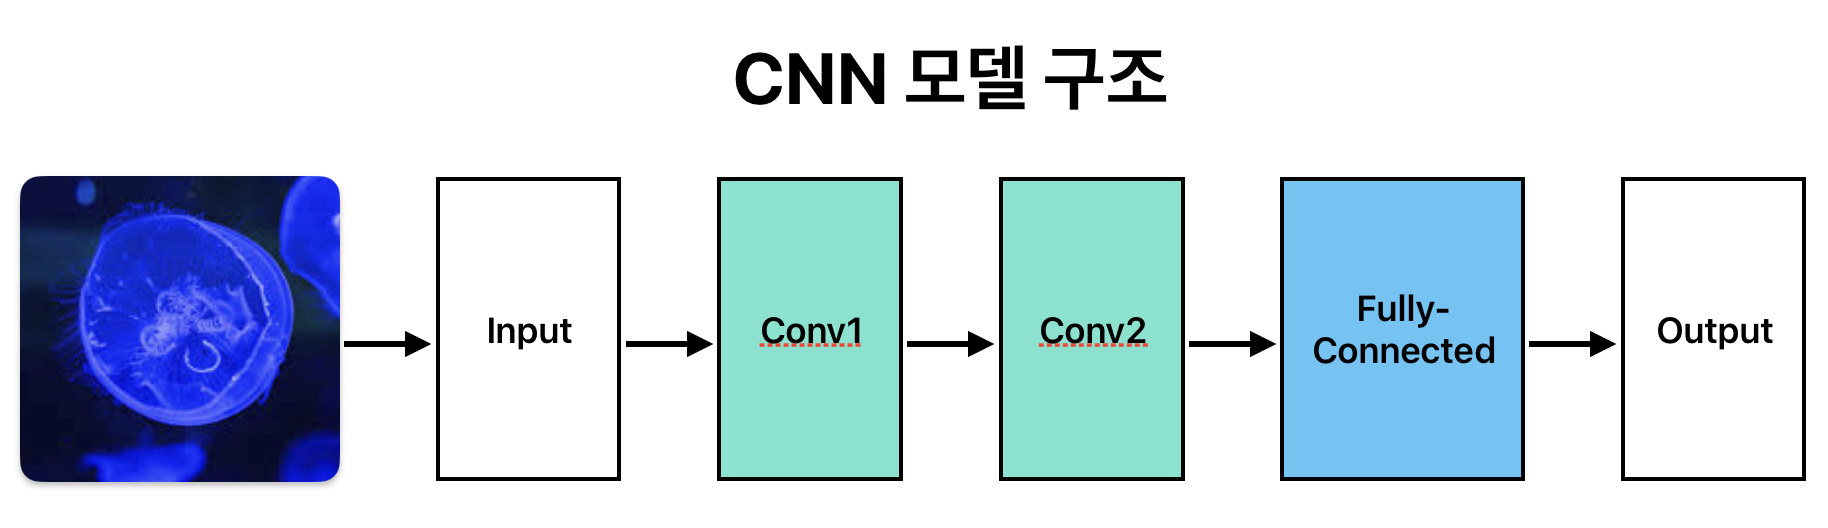 CNN 모델 구조
Input
Conv1
Conv2
Fully-
Connected
Output